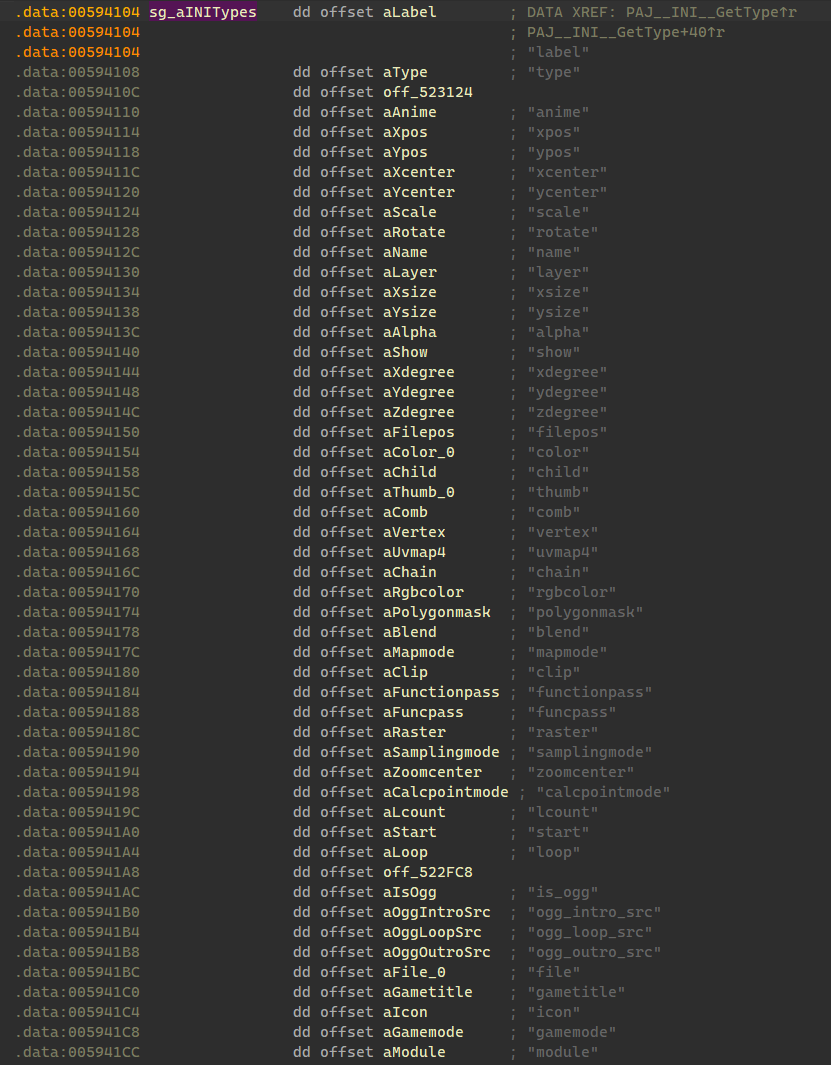 .data:00594104 sg_aINITypes dd offset aLabel ; DATA XREF: PAJ__INI__GetType↑r
.data:00594104 ; PAJ__INI__GetType+40↑r
.data:00594104 ; "label"
.data:00594108 dd offset aType ; "type"
.data:0059410C dd offset off_523124
.data:00594110 dd offset aAnime ; "anime"
.data:00594114 dd offset aXpos ; "xpos"
.data:00594118 dd offset aYpos ; "ypos"
.data:0059411C dd offset aXcenter ; "xcenter"
.data:00594120 dd offset aYcenter ; "ycenter"
.data:00594124 dd offset aScale ; "scale"
.data:00594128 dd offset aRotate ; "rotate"
.data:0059412C dd offset aName ; "name"
.data:00594130 dd offset aLayer ; "layer"
.data:00594134 dd offset aXsize ; "xsize"
.data:00594138 dd offset aYsize ; "ysize"
.data:0059413C dd offset aAlpha ; "alpha"
.data:00594140 dd offset aShow ; "show"
.data:00594144 dd offset aXdegree ; "xdegree"
.data:00594148 dd offset aYdegree ; "ydegree"
.data:0059414C dd offset aZdegree ; "zdegree"
.data:00594150 dd offset aFilepos ; "filepos"
.data:00594154 dd offset aColor_0 ; "color"
.data:00594158 dd offset aChild ; "child"
.data:0059415C dd offset aThumb_0 ; "thumb"
.data:00594160 dd offset aComb ; "comb"
.data:00594164 dd offset aVertex ; "vertex"
.data:00594168 dd offset aUvmap4 ; "uvmap4"
.data:0059416C dd offset aChain ; "chain"
.data:00594170 dd offset aRgbcolor ; "rgbcolor"
.data:00594174 dd offset aPolygonmask ; "polygonmask"
.data:00594178 dd offset aBlend ; "blend"
.data:0059417C dd offset aMapmode ; "mapmode"
.data:00594180 dd offset aClip ; "clip"
.data:00594184 dd offset aFunctionpass ; "functionpass"
.data:00594188 dd offset aFuncpass ; "funcpass"
.data:0059418C dd offset aRaster ; "raster"
.data:00594190 dd offset aSamplingmode ; "samplingmode"
.data:00594194 dd offset aZoomcenter ; "zoomcenter"
.data:00594198 dd offset aCalcpointmode ; "calcpointmode"
.data:0059419C dd offset aLcount ; "lcount"
.data:005941A0 dd offset aStart ; "start"
.data:005941A4 dd offset aLoop ; "loop"
.data:005941A8 dd offset off_522FC8
.data:005941AC dd offset aIsOgg ; "is_ogg"
.data:005941B0 dd offset aOggIntroSrc ; "ogg_intro_src"
.data:005941B4 dd offset aOggLoopSrc ; "ogg_loop_src"
.data:005941B8 dd offset aOggOutroSrc ; "ogg_outro_src"
.data:005941BC dd offset aFile_0 ; "file"
.data:005941C0 dd offset aGametitle ; "gametitle"
.data:005941C4 dd offset aIcon ; "icon"
.data:005941C8 dd offset aGamemode ; "gamemode"
.data:005941CC dd offset aModule ; "module"